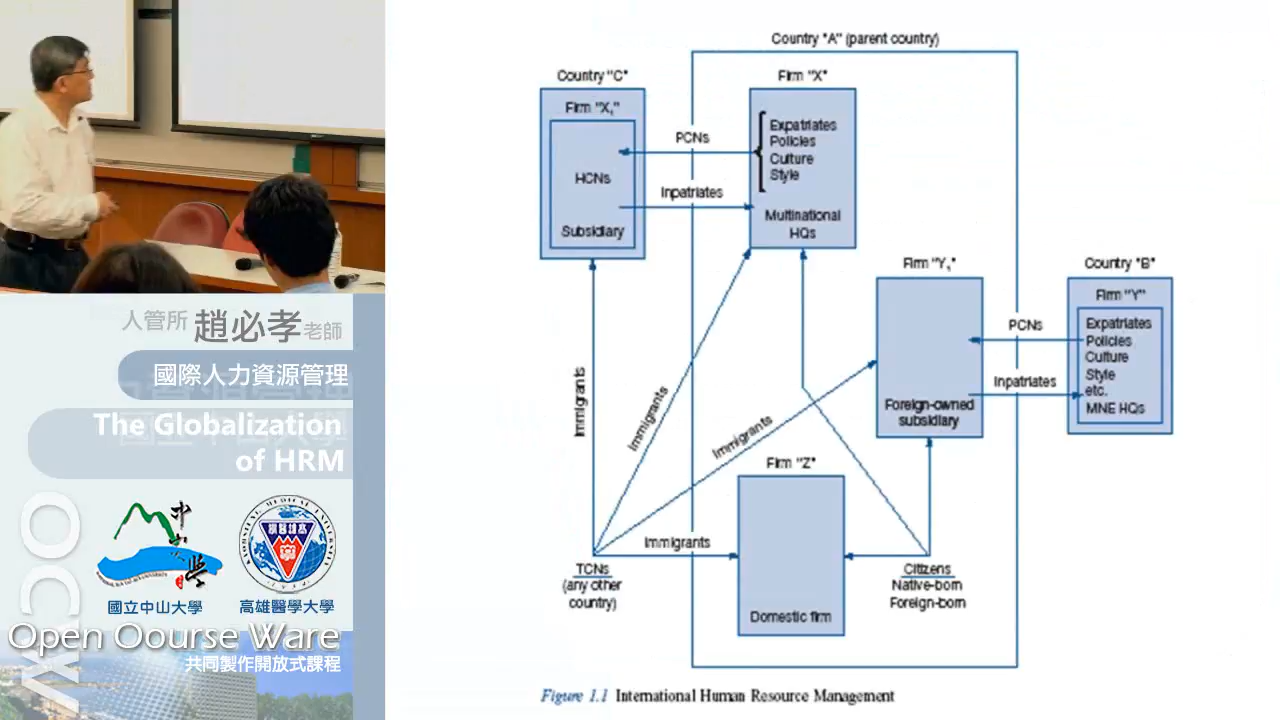 人管所 趙必孝老師
國際人力資源管理
The Globalization
of HRM
OCW
國立中山大學
高雄醫學大學
Open Oourse Ware
共同製作開放式課程
Country "A" (parent country)
Country "C"
Firm "X₁"
HCNs
Subsidiary
PCNs
Inpatriates
Firm "X"
Expatriates
Policies
Culture
Style
Multinational
HQs
Firm "Y₁"
Foreign-owned
subsidiary
PCNs
Inpatriates
Country "B"
Firm "Y"
Expatriates
Policies
Culture
Style
etc.
MNE HQs
Immigrants
Immigrants
Immigrants
Immigrants
Firm "Z"
Domestic firm
TCNs
(any other
country)
Citizens
Native-born
Foreign-born
Figure 1.1 International Human Resource Management